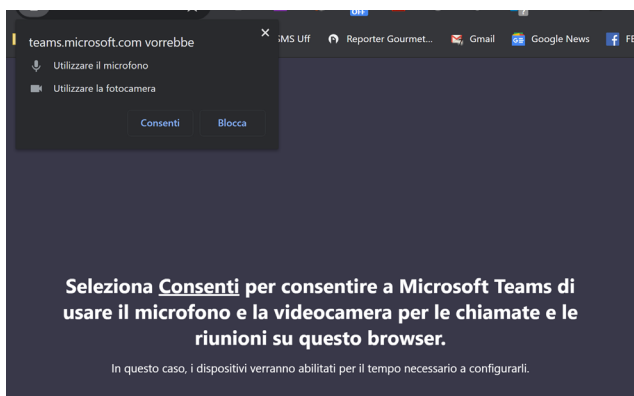 OFF
teams.microsoft.com vorrebbe
SMS Uff
Reporter Gourmet...
Gmail
Google News
Utilizzare il microfono
Utilizzare la fotocamera
Consenti
Blocca
Seleziona Consenti per consentire a Microsoft Teams di
usare il microfono e la videocamera per le chiamate e le
riunioni su questo browser.
In questo caso, i dispositivi verranno abilitati per il tempo necessario a configurarli.